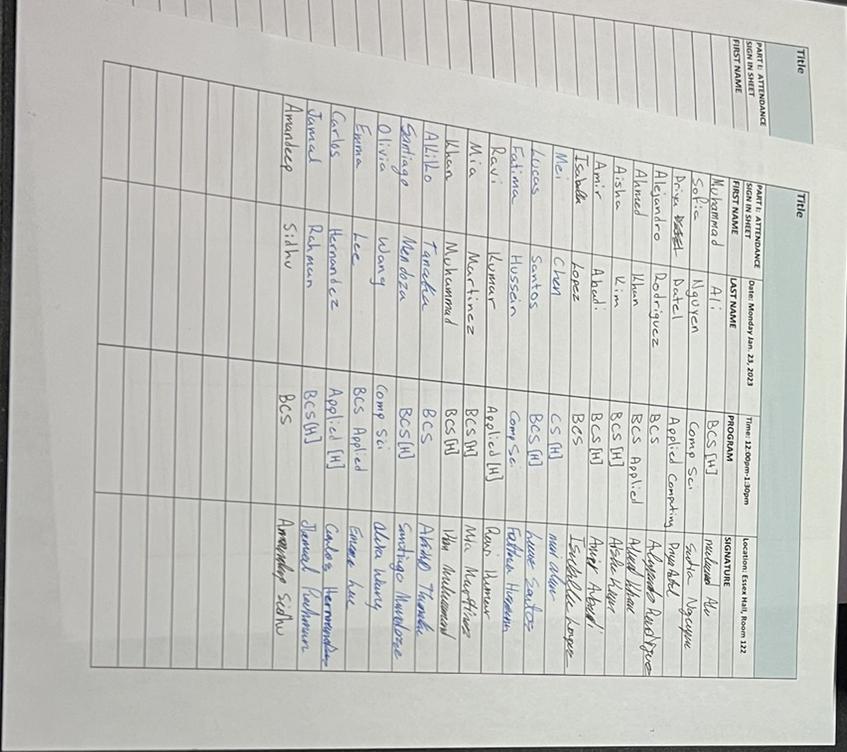 Title
PART I: ATTENDANCE
SIGN IN SHEET
FIRST NAME
Title
PART I: ATTENDANCE Date: Monday Jan. 23, 2023 Time: 12:00pm-1:30pm Location: Essex Hall, Room 122
SIGN IN SHEET
FIRST NAME LAST NAME PROGRAM SIGNATURE
Muhammad Ali BCS [H]
Sofia Nguyen Comp Sci Sofia Nguyen
Priya Patel Applied Computing Priya Patel
Alejandro Rodriguez BCS Alejandro Rodriguez
Ahmed Khan BCS Applied Ahmed Khan
Aisha Kim BCS [H] Aisha
Amir Abadi BCS [H] Amir Abadi
Isabella Lopez BCS Isabella Lopez
Mei Chen CS [H]
Lucas Santos BCS [H] Lucas Santos
Fatima Hussein Comp Sci Fatima Hussein
Ravi Kumar Applied [H] Ravi Kumar
Mia Martinez BCS [H] Mia Martinez
Khan Muhammad BCS [H] Khan Muhammad
Akiko Tanaka BCS Akiko Tanaka
Santiago Mendoza BCS [H] Santiago Mendoza
Olivia Wang Comp Sci Olivia Wang
Emma Lee BCS Applied Emma Lee
Carlos Hernandez Applied [H] Carlos Hernandez
Jamal Rahman BCS [H] Jamal Rahman
Amandeep Sidhu BCS Amandeep Sidhu